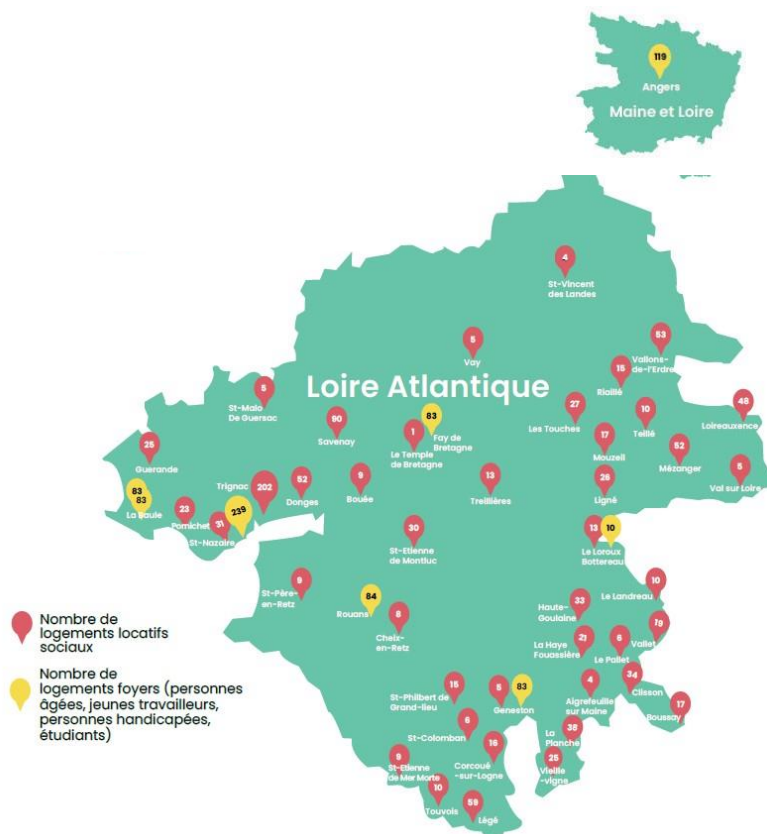 119
Angers
Maine et Loire
4
St-Vincent
des Landes
5
Vay
53
Vallons-
de-l'Erdre
15
Riaillé
Loire Atlantique
5
St-Malo
De Guersac
90
Savenay
1
Le Temple
de Bretagne
83
Fay de
Bretagne
27
Les Touches
10
Teillé
48
Loireauxence
17
Mouzeil
52
Mézanger
5
Val sur Loire
25
Guerande
83
83
La Baule
23
Pornichet
Trignac
202
31
239
St-Nazaire
52
Donges
9
Bouée
13
Treillières
26
Ligné
30
St-Etienne
de Montluc
13
10
Le Loroux
Bottereau
St-Père-
en-Retz
84
Rouans
8
Cheix-
en-Retz
33
Haute-
Goulaine
10
Le Landreau
19
Vallet
21
La Haye
Fouassière
6
Le Pallet
34
Clisson
4
Aigrefeuille
sur Maine
17
Boussay
15
St-Philbert de
Grand-lieu
5
83
Geneston
6
St-Colomban
38
La
Planche
16
Corcoué
-sur-Logne
25
Vieille
-vigne
9
St-Etienne
de Mer Morte
10
Touvois
59
Légé
Nombre de
logements locatifs
sociaux
Nombre de
logements foyers (personnes
âgées, jeunes travailleurs,
personnes handicapées,
étudiants)